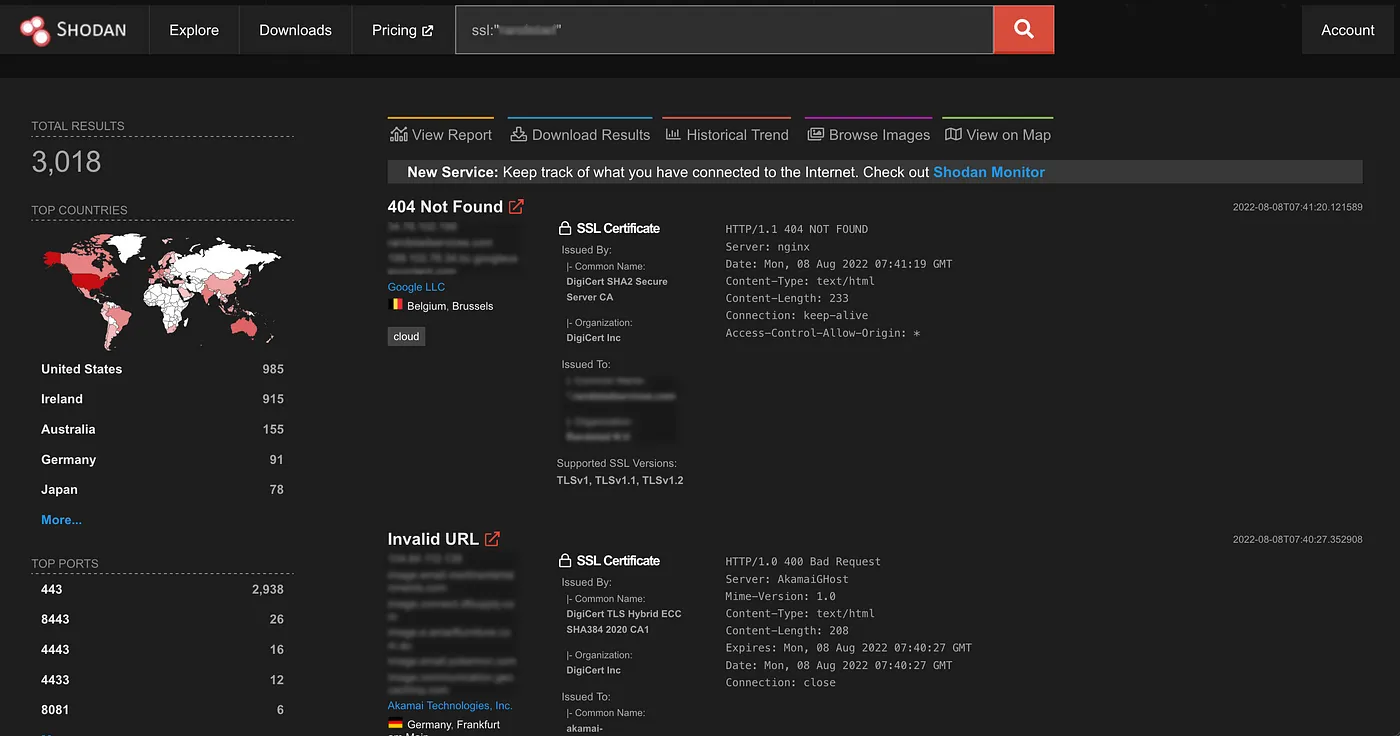 SHODAN
Explore
Downloads
Pricing
ssl:"
"
Account
TOTAL RESULTS
3,018
TOP COUNTRIES
United States 985
Ireland 915
Australia 155
Germany 91
Japan 78
More...
TOP PORTS
443 2,938
8443 26
4443 16
4433 12
8081 6
View Report
Download Results
Historical Trend
Browse Images
View on Map
New Service: Keep track of what you have connected to the Internet. Check out Shodan Monitor
404 Not Found
2022-08-08T07:41:20.121589
Google LLC
Belgium, Brussels
cloud
SSL Certificate
Issued By:
|- Common Name:
DigiCert SHA2 Secure
Server CA
|- Organization:
DigiCert Inc
Issued To:
Supported SSL Versions:
TLSv1, TLSv1.1, TLSv1.2
HTTP/1.1 404 NOT FOUND
Server: nginx
Date: Mon, 08 Aug 2022 07:41:19 GMT
Content-Type: text/html
Content-Length: 233
Connection: keep-alive
Access-Control-Allow-Origin: *
Invalid URL
2022-08-08T07:40:27.352908
Akamai Technologies, Inc.
Germany, Frankfurt
am Main
SSL Certificate
Issued By:
|- Common Name:
DigiCert TLS Hybrid ECC
SHA384 2020 CA1
|- Organization:
DigiCert Inc
Issued To:
|- Common Name:
akamai-
HTTP/1.0 400 Bad Request
Server: AkamaiGHost
Mime-Version: 1.0
Content-Type: text/html
Content-Length: 208
Expires: Mon, 08 Aug 2022 07:40:27 GMT
Date: Mon, 08 Aug 2022 07:40:27 GMT
Connection: close